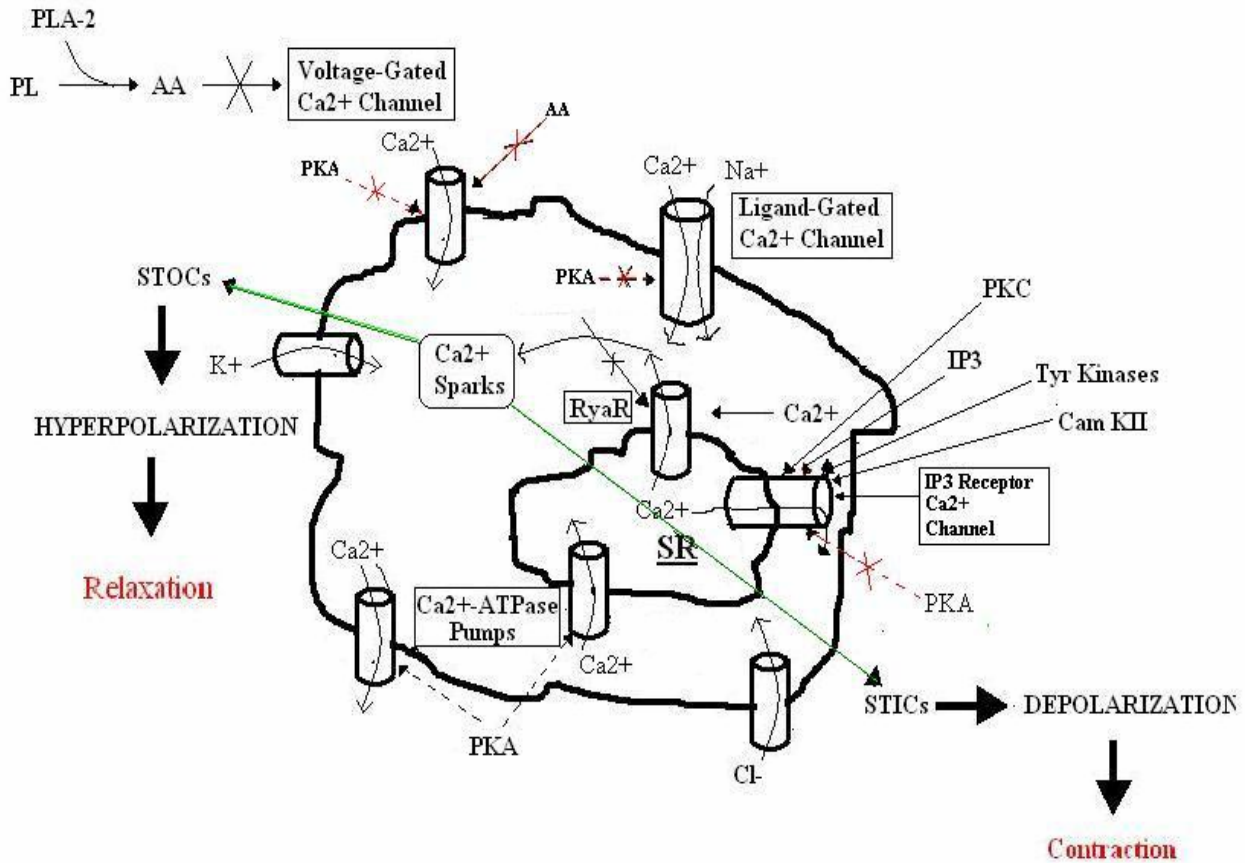 PLA-2
PL
AA
Voltage-Gated
Ca2+ Channel
AA
Ca2+
PKA
Ca2+
Na+
Ligand-Gated
Ca2+ Channel
PKA
STOCs
PKC
IP3
Tyr Kinases
Cam KII
K+
Ca2+
Sparks
RyaR
Ca2+
HYPERPOLARIZATION
IP3 Receptor
Ca2+
Channel
Ca2+
SR
Relaxation
Ca2+
Ca2+-ATPase
Pumps
Ca2+
PKA
PKA
STICs
DEPOLARIZATION
Cl-
Contraction